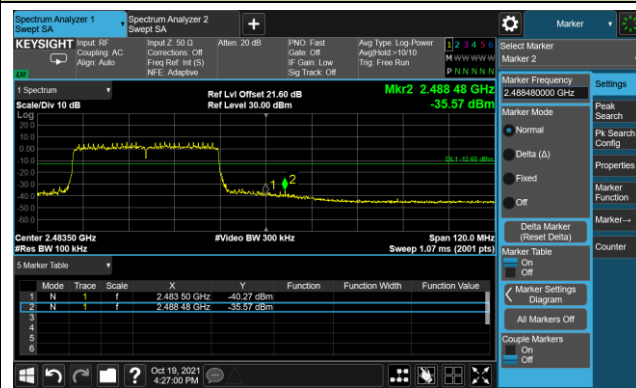 Spectrum Analyzer 1
Swept SA
Spectrum Analyzer 2
Swept SA
+
Marker
KEYSIGHT
Input: RF
Coupling: AC
Align: Auto
Input Z: 50 Ω
Corrections: Off
Freq Ref: Int (S)
NFE: Adaptive
Atten: 20 dB
PNO: Fast
Gate: Off
IF Gain: Low
Sig Track: Off
Avg Type: Log-Power
Avg|Hold:>10/10
Trig: Free Run
1 2 3 4 5 6
M W W W W W
P N N N N N
LXI
Select Marker
Marker 2
1 Spectrum
Scale/Div 10 dB
Ref Lvl Offset 21.60 dB
Ref Level 30.00 dBm
Mkr2 2.488 48 GHz
-35.57 dBm
Log
20.0
10.0
0.00
-10.0
-20.0
-30.0
-40.0
-50.0
-60.0
DL1 -12.60 dBm
1
2
Center 2.48350 GHz
#Res BW 100 kHz
#Video BW 300 kHz
Span 120.0 MHz
Sweep 1.07 ms (2001 pts)
5 Marker Table
Mode Trace Scale X Y Function Function Width Function Value
1 N 1 f 2.483 50 GHz -40.27 dBm
2 N 1 f 2.488 48 GHz -35.57 dBm
3
4
5
6
Marker Frequency
2.488480000 GHz
Marker Mode
Normal
Delta (Δ)
Fixed
Off
Delta Marker
(Reset Delta)
Marker Table
On
Off
Marker Settings
Diagram
All Markers Off
Couple Markers
On
Off
Settings
Peak
Search
Pk Search
Config
Properties
Marker
Function
Marker→
Counter
?
Oct 19, 2021
4:27:00 PM